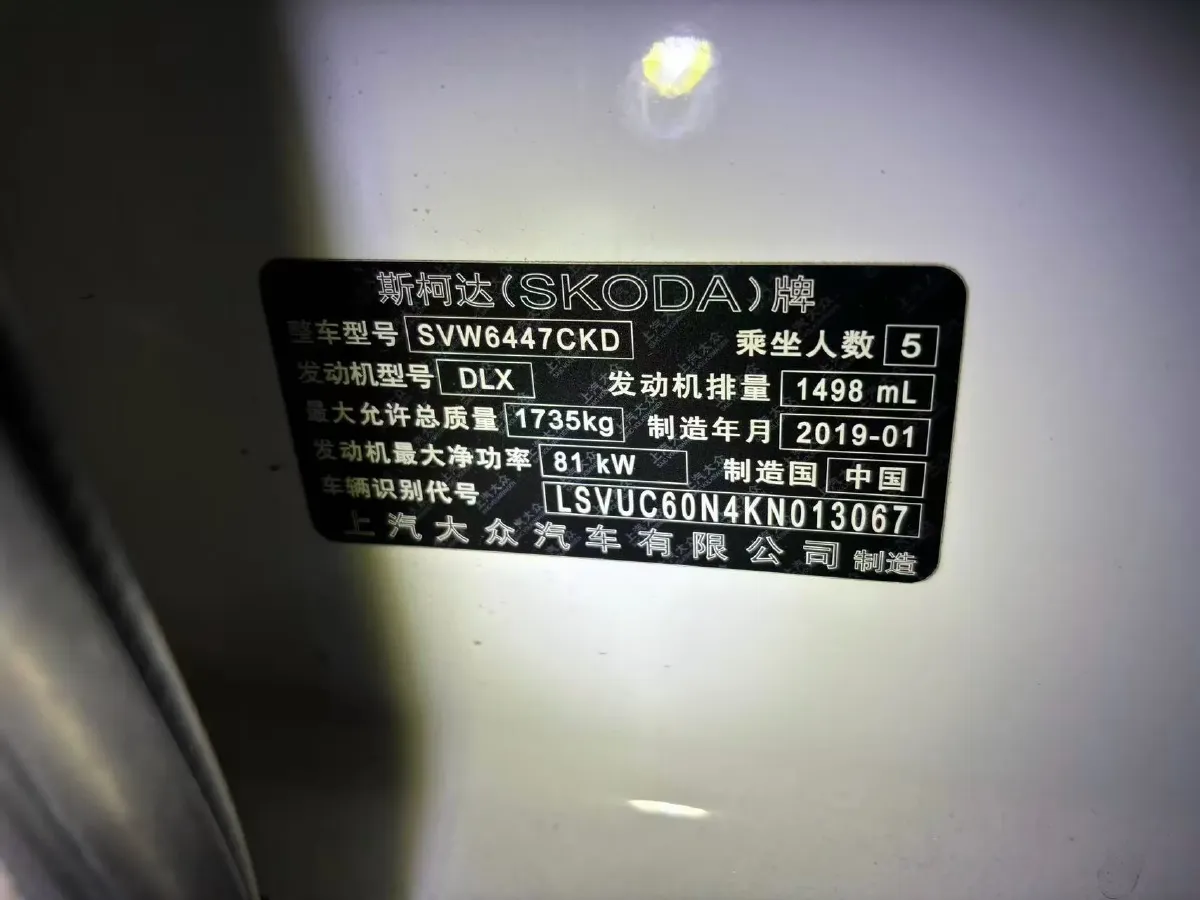 斯柯达(SKODA)牌
整车型号 SVW6447CKD 乘坐人数 5
发动机型号 DLX 发动机排量 1498 mL
最大允许总质量 1735kg 制造年月 2019-01
发动机最大净功率 81 kW 制造国 中国
车辆识别代号 LSVUC60N4KN013067
上汽大众汽车有限公司 制造